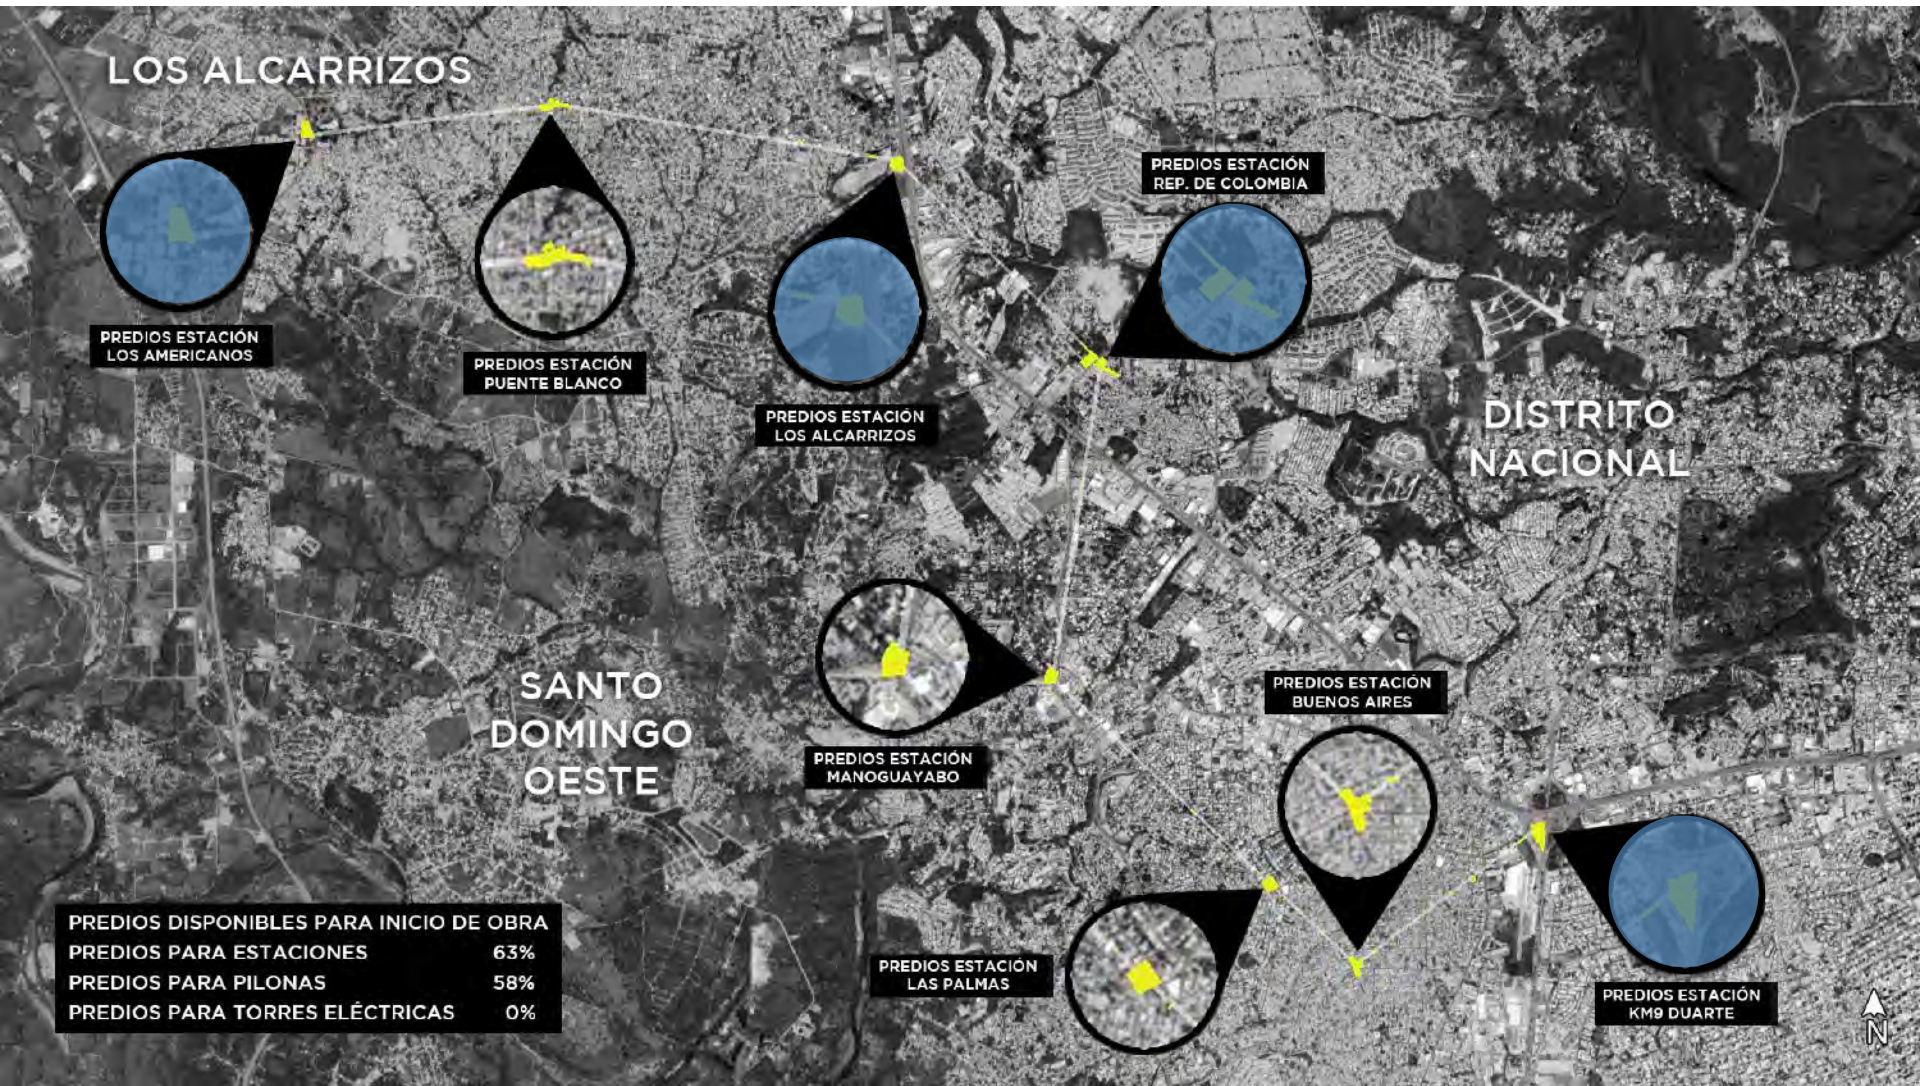 LOS ALCARRIZOS
PREDIOS ESTACIÓN
REP. DE COLOMBIA
PREDIOS ESTACIÓN
LOS AMERICANOS
PREDIOS ESTACIÓN
PUENTE BLANCO
PREDIOS ESTACIÓN
LOS ALCARRIZOS
DISTRITO
NACIONAL
SANTO
DOMINGO
OESTE
PREDIOS ESTACIÓN
BUENOS AIRES
PREDIOS ESTACIÓN
MANOGUAYABO
PREDIOS DISPONIBLES PARA INICIO DE OBRA
PREDIOS PARA ESTACIONES 63%
PREDIOS PARA PILONAS 58%
PREDIOS PARA TORRES ELÉCTRICAS 0%
PREDIOS ESTACIÓN
LAS PALMAS
PREDIOS ESTACIÓN
KM9 DUARTE
N